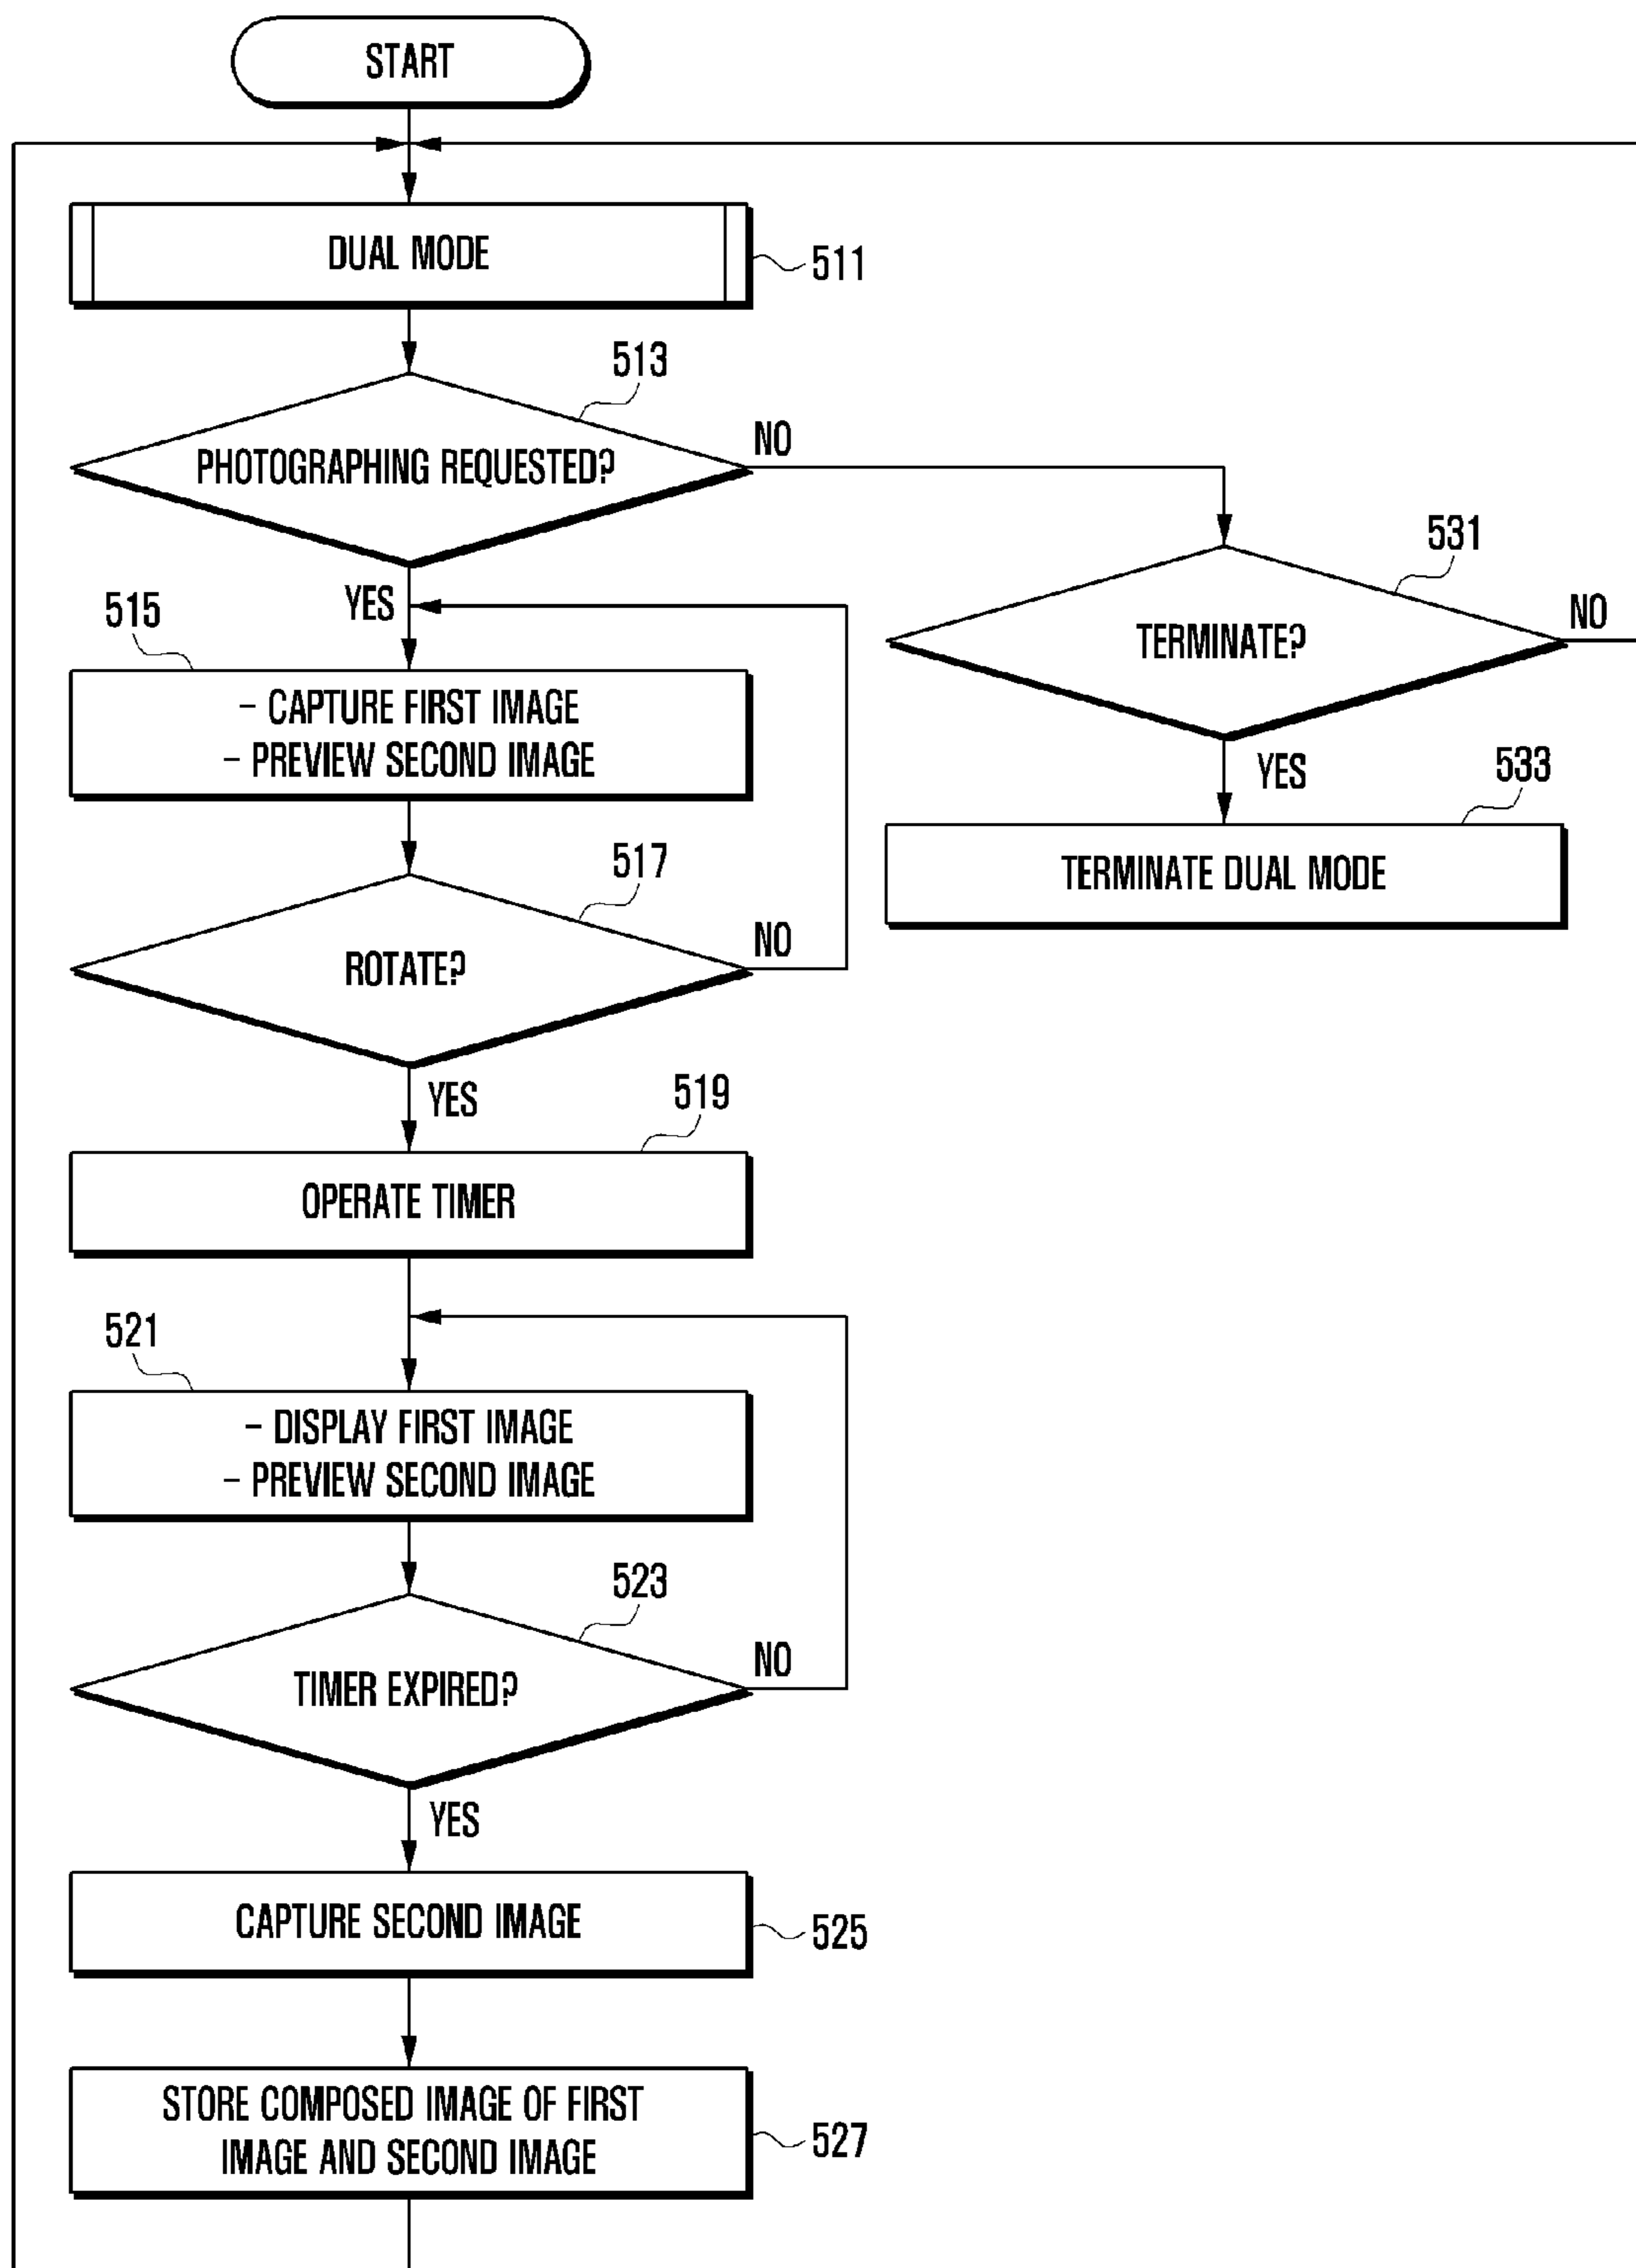 START
DUAL MODE
511
513
PHOTOGRAPHING REQUESTED?
NO
YES
515
– CAPTURE FIRST IMAGE
– PREVIEW SECOND IMAGE
531
TERMINATE?
NO
YES
533
TERMINATE DUAL MODE
517
ROTATE?
NO
YES
519
OPERATE TIMER
521
– DISPLAY FIRST IMAGE
– PREVIEW SECOND IMAGE
523
TIMER EXPIRED?
NO
YES
CAPTURE SECOND IMAGE
525
STORE COMPOSED IMAGE OF FIRST
IMAGE AND SECOND IMAGE
527